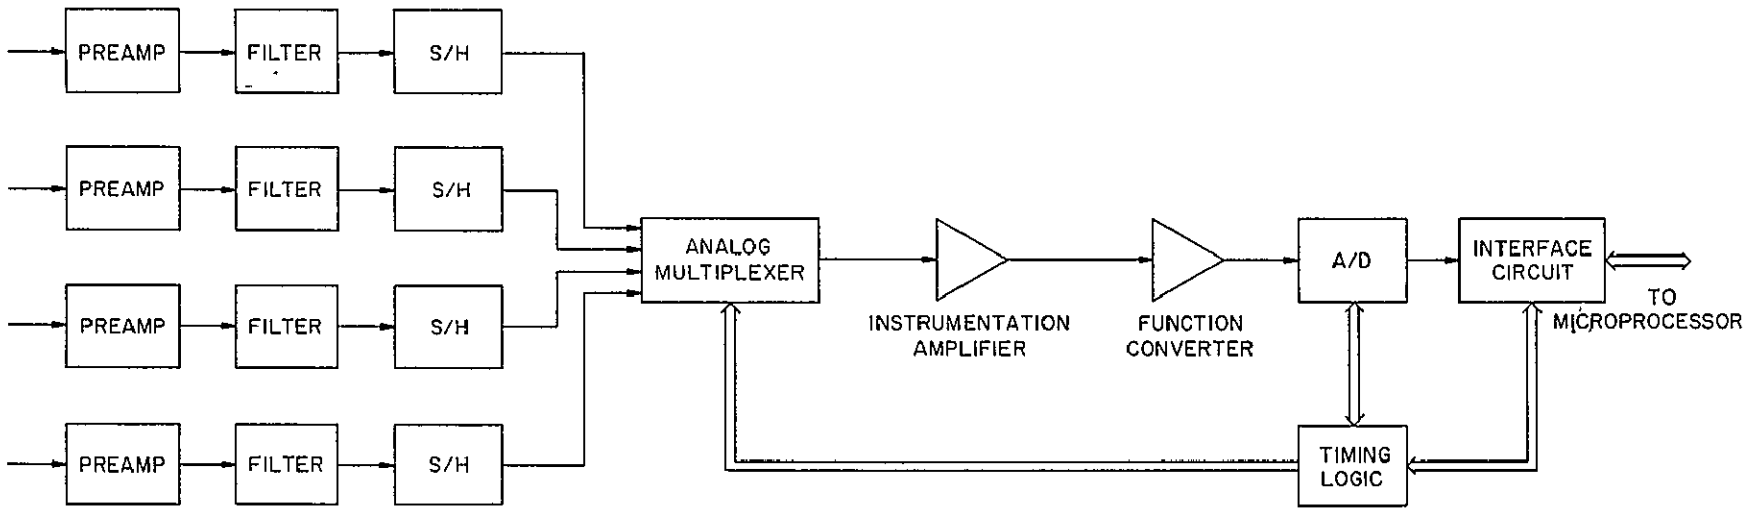 PREAMP
FILTER
S/H
PREAMP
FILTER
S/H
PREAMP
FILTER
S/H
PREAMP
FILTER
S/H
ANALOG
MULTIPLEXER
INSTRUMENTATION
AMPLIFIER
FUNCTION
CONVERTER
A/D
INTERFACE
CIRCUIT
TO
MICROPROCESSOR
TIMING
LOGIC